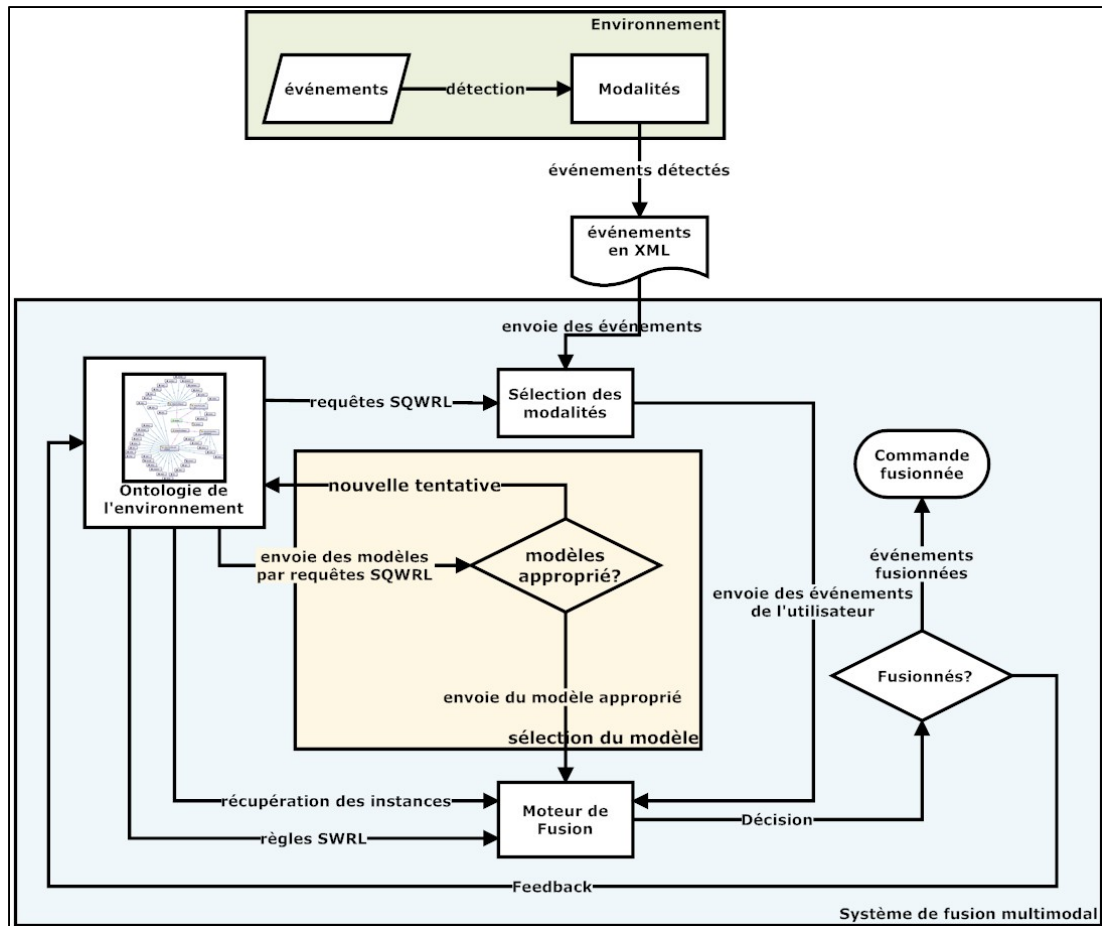 Environnement
événements
détection
Modalités
événements détectés
événements
en XML
envoie des événements
requêtes SQWRL
Sélection des
modalités
Ontologie de
l'environnement
nouvelle tentative
Commande
fusionnée
envoie des modèles
par requêtes SQWRL
modèles
approprié?
événements
fusionnées
envoie des événements
de l'utilisateur
Fusionnés?
envoie du modèle approprié
sélection du modèle
récupération des instances
Moteur de
Fusion
Décision
règles SWRL
Feedback
Système de fusion multimodal